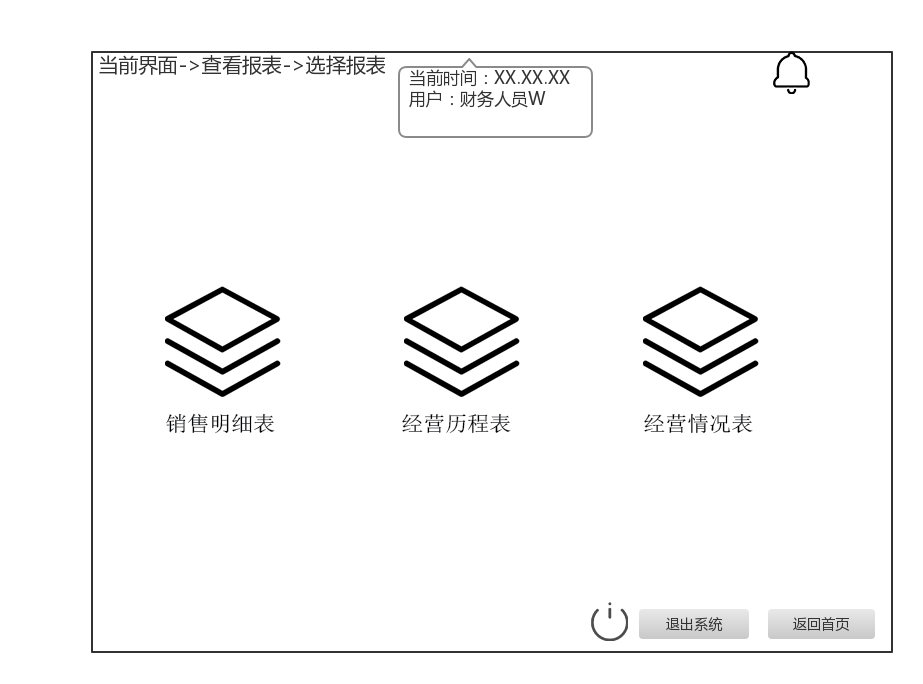 当前界面->查看报表->选择报表
当前时间：XX.XX.XX
用户：财务人员W
销售明细表
经营历程表
经营情况表
退出系统
返回首页